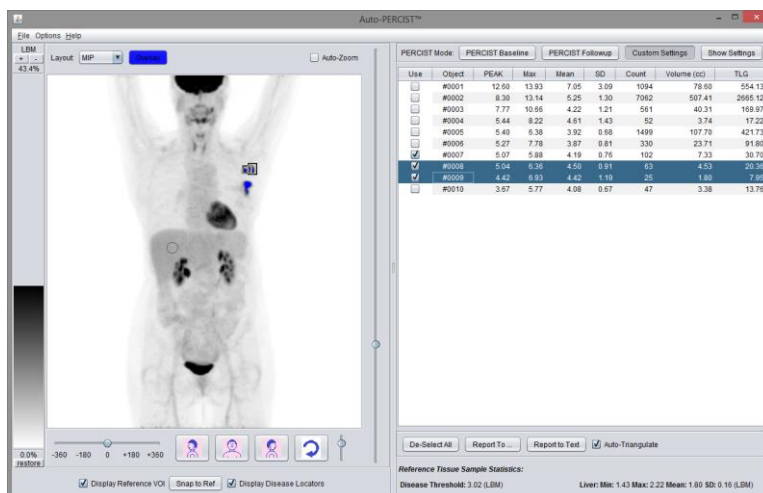 Auto-PERCIST™
File Options Help
LBM
+ -
43.4%
Layout: MIP
Display
Auto-Zoom
0.0%
restore
-360 -180 0 +180 +360
Display Reference VOI Snap to Ref Display Disease Locators
PERCIST Mode: PERCIST Baseline PERCIST Followup Custom Settings Show Settings
Use Object PEAK Max Mean SD Count Volume (cc) TLG
#0001 12.60 13.93 7.05 3.09 1094 78.60 554.13
#0002 8.30 13.14 5.25 1.30 7062 507.41 2665.12
#0003 7.77 10.66 4.22 1.21 561 40.31 169.97
#0004 5.44 8.22 4.61 1.43 52 3.74 17.22
#0005 5.40 6.38 3.92 0.68 1499 107.70 421.73
#0006 5.27 7.78 3.87 0.81 330 23.71 91.80
#0007 5.07 5.88 4.19 0.76 102 7.33 30.70
#0008 5.04 6.36 4.50 0.91 63 4.53 20.36
#0009 4.42 6.93 4.42 1.19 25 1.80 7.95
#0010 3.67 5.77 4.08 0.67 47 3.38 13.76
De-Select All Report To ... Report to Text Auto-Triangulate
Reference Tissue Sample Statistics:
Disease Threshold: 3.02 (LBM) Liver: Min: 1.43 Max: 2.22 Mean: 1.80 SD: 0.16 (LBM)